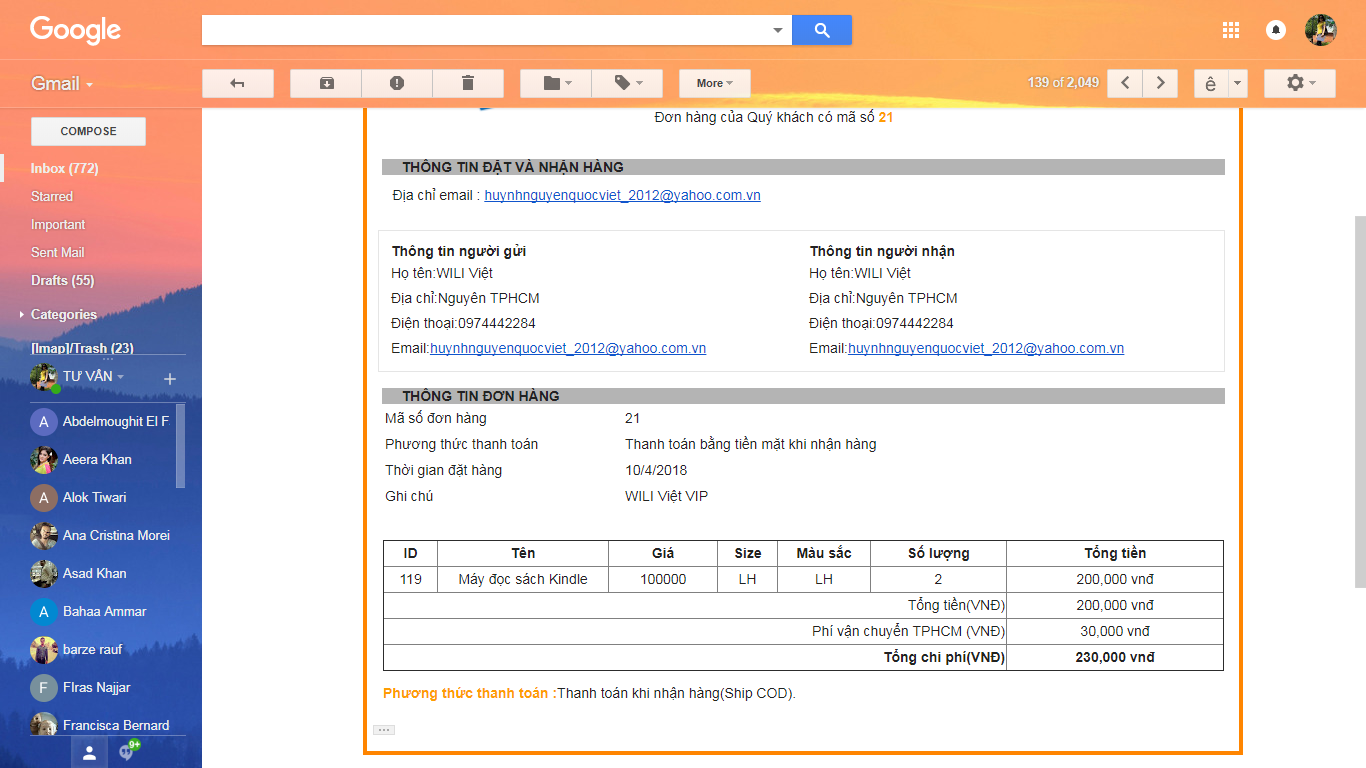 Google
Gmail
More
139 of 2,049
ê
COMPOSE
Inbox (772)
Starred
Important
Sent Mail
Drafts (55)
Categories
[Imap]/Trash (23)
TƯ VẤN
A Abdelmoughit El F
Aeera Khan
A Alok Tiwari
Ana Cristina Morei
Asad Khan
A Bahaa Ammar
barze rauf
F FIras Najjar
Francisca Bernard
9+
Đơn hàng của Quý khách có mã số 21
THÔNG TIN ĐẶT VÀ NHẬN HÀNG
Địa chỉ email : huynhnguyenquocviet_2012@yahoo.com.vn
Thông tin người gửi
Họ tên:WILI Việt
Địa chỉ:Nguyên TPHCM
Điện thoại:0974442284
Email:huynhnguyenquocviet_2012@yahoo.com.vn
Thông tin người nhận
Họ tên:WILI Việt
Địa chỉ:Nguyên TPHCM
Điện thoại:0974442284
Email:huynhnguyenquocviet_2012@yahoo.com.vn
THÔNG TIN ĐƠN HÀNG
Mã số đơn hàng 21
Phương thức thanh toán Thanh toán bằng tiền mặt khi nhận hàng
Thời gian đặt hàng 10/4/2018
Ghi chú WILI Việt VIP
ID Tên Giá Size Màu sắc Số lượng Tổng tiền
119 Máy đọc sách Kindle 100000 LH LH 2 200,000 vnđ
Tổng tiền(VNĐ) 200,000 vnđ
Phí vận chuyển TPHCM (VNĐ) 30,000 vnđ
Tổng chi phí(VNĐ) 230,000 vnđ
Phương thức thanh toán :Thanh toán khi nhận hàng(Ship COD).